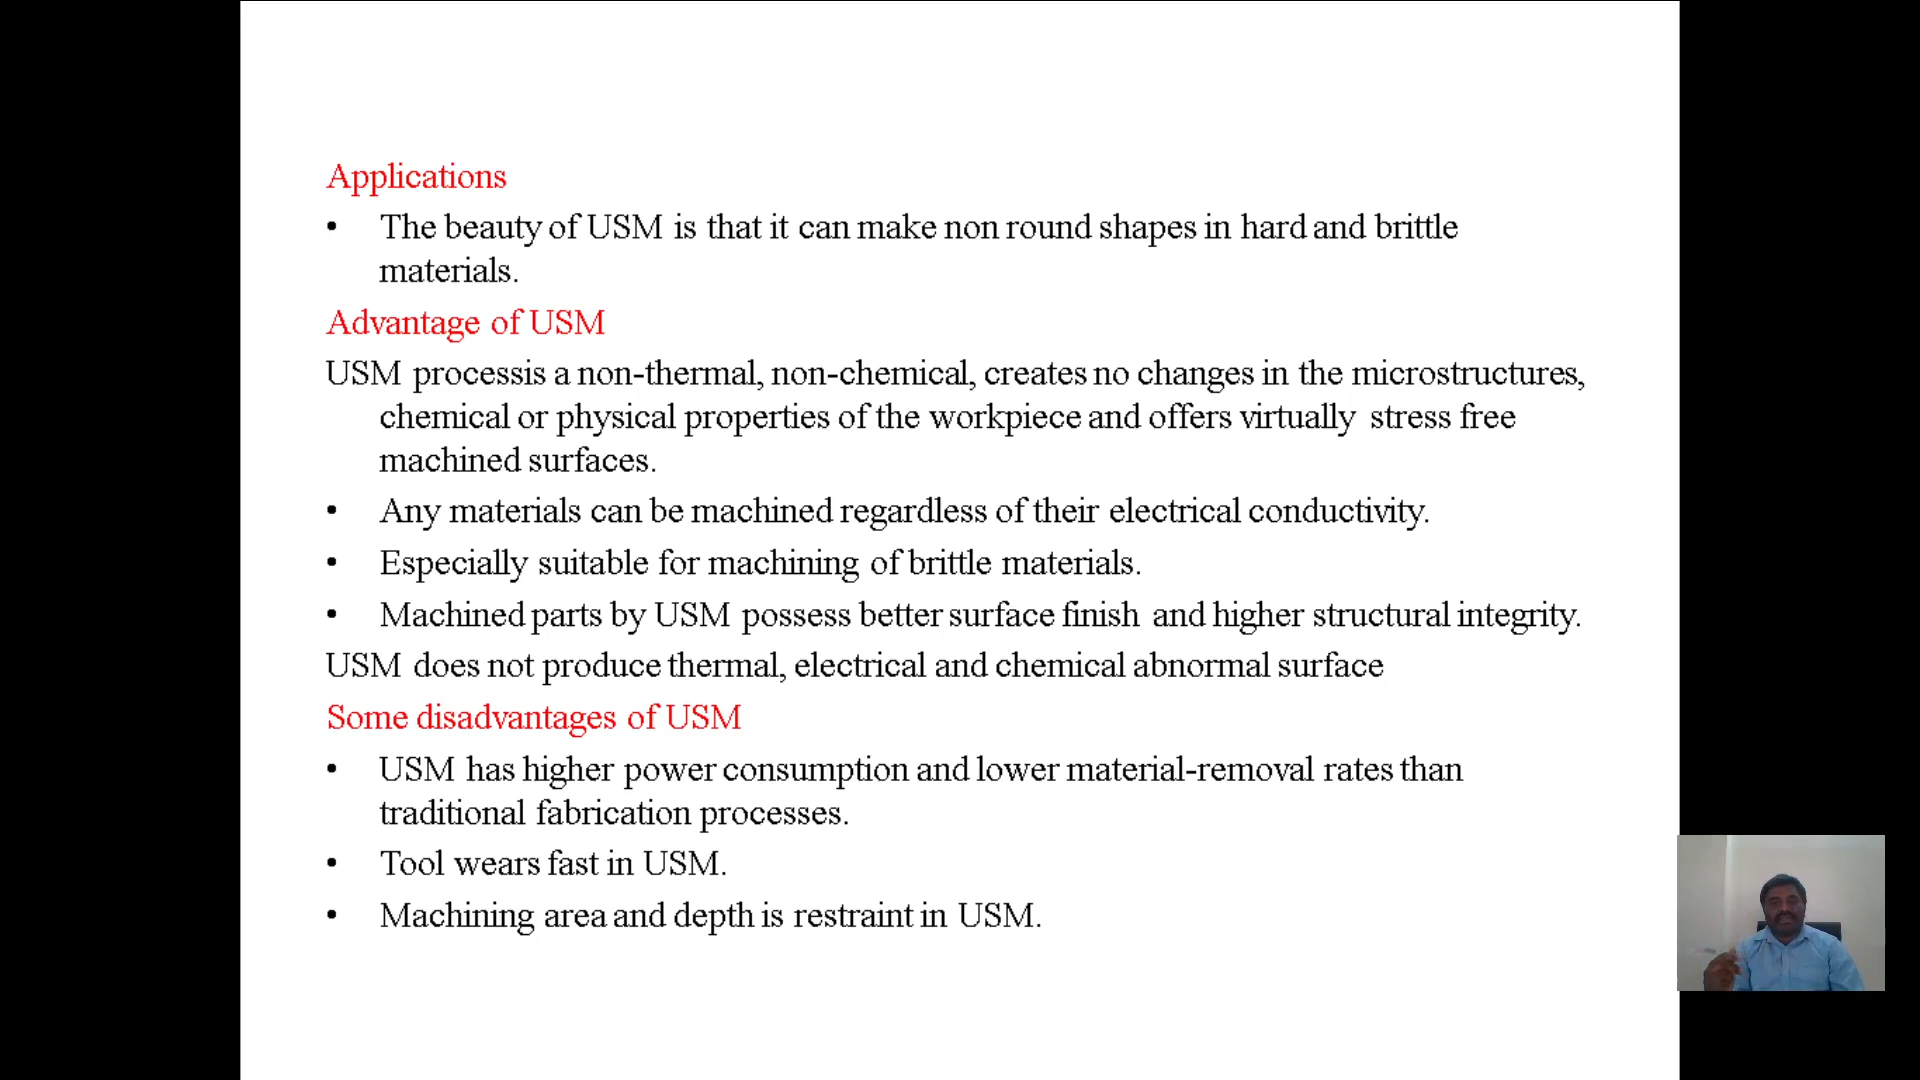 Applications
• The beauty of USM is that it can make non round shapes in hard and brittle
materials.
Advantage of USM
USM processis a non-thermal, non-chemical, creates no changes in the microstructures,
chemical or physical properties of the workpiece and offers virtually stress free
machined surfaces.
• Any materials can be machined regardless of their electrical conductivity.
• Especially suitable for machining of brittle materials.
• Machined parts by USM possess better surface finish and higher structural integrity.
USM does not produce thermal, electrical and chemical abnormal surface
Some disadvantages of USM
• USM has higher power consumption and lower material-removal rates than
traditional fabrication processes.
• Tool wears fast in USM.
• Machining area and depth is restraint in USM.